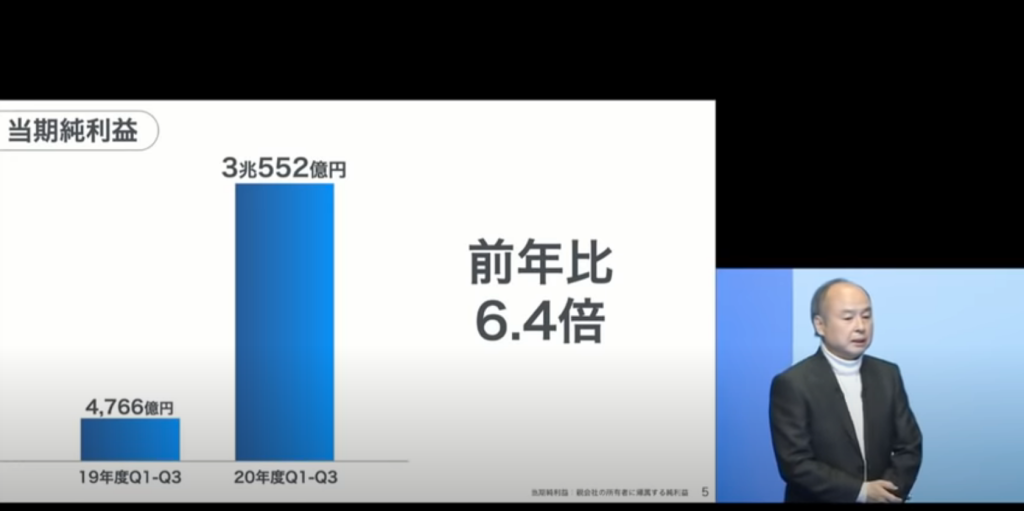 当期純利益
3兆552億円
前年比
6.4倍
4,766億円
19年度Q1-Q3
20年度Q1-Q3
当期純利益:親会社の所有者に帰属する純利益
5